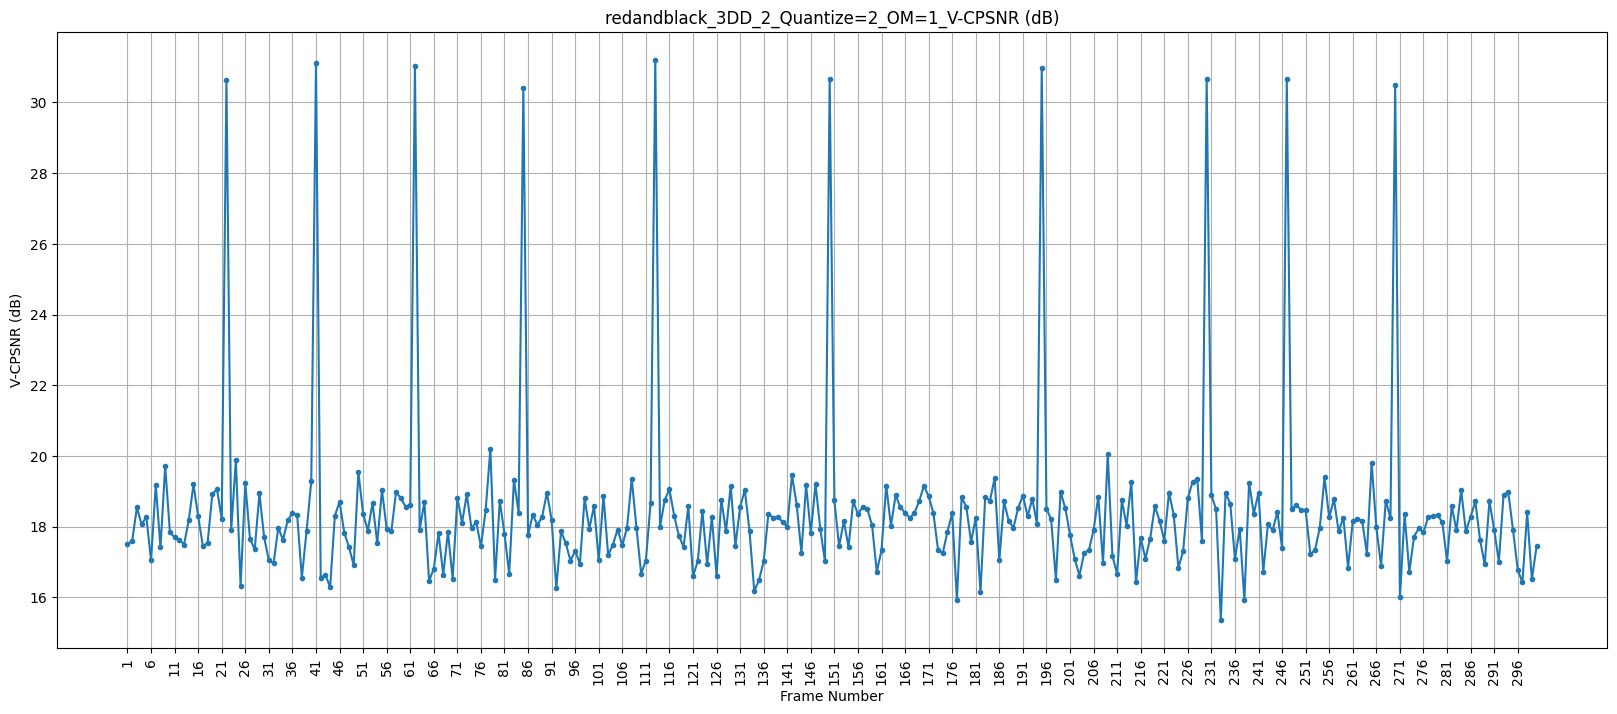 redandblack_3DD_2_Quantize=2_OM=1_V-CPSNR (dB)
V-CPSNR (dB)
30
28
26
24
22
20
18
16
1 6 11 16 21 26 31 36 41 46 51 56 61 66 71 76 81 86 91 96 101 106 111 116 121 126 131 136 141 146 151 156 161 166 171 176 181 186 191 196 201 206 211 216 221 226 231 236 241 246 251 256 261 266 271 276 281 286 291 296
Frame Number